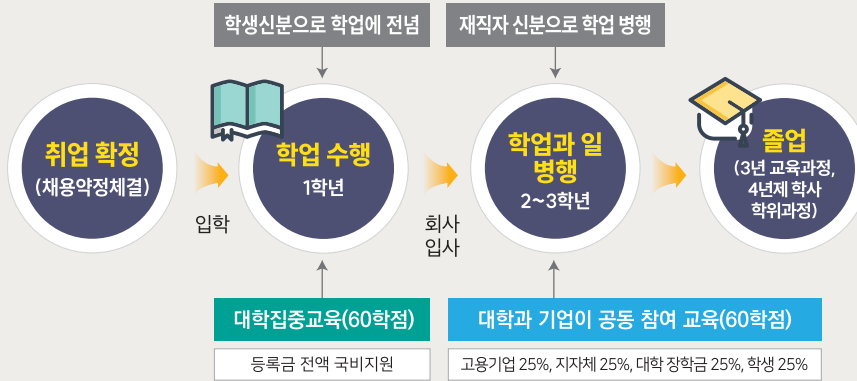 학생신분으로 학업에 전념
재직자 신분으로 학업 병행
취업 확정
(채용약정체결)
입학
학업 수행
1학년
회사
입사
학업과 일
병행
2~3학년
졸업
(3년 교육과정,
4년제 학사
학위과정)
대학집중교육(60학점)
등록금 전액 국비지원
대학과 기업이 공동 참여 교육(60학점)
고용기업 25%, 지자체 25%, 대학 장학금 25%, 학생 25%